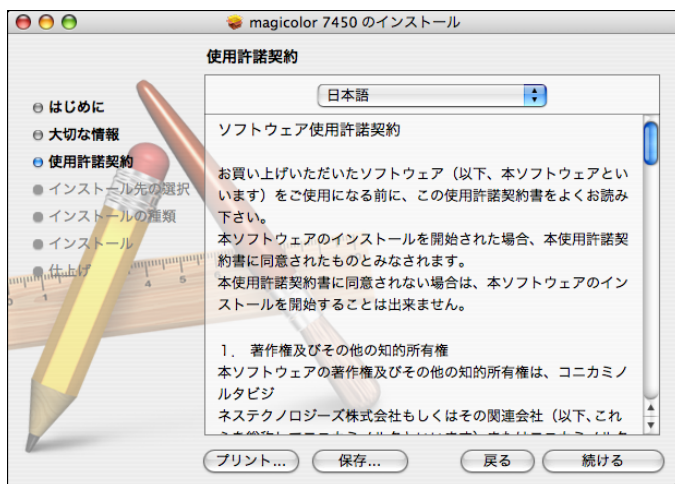 magicolor 7450 のインストール
使用許諾契約
はじめに
大切な情報
使用許諾契約
インストール先の選択
インストールの種類
インストール
仕上げ
日本語
ソフトウェア使用許諾契約
お買い上げいただいたソフトウェア（以下、本ソフトウェアとい
います）をご使用になる前に、この使用許諾契約書をよくお読み
下さい。
本ソフトウェアのインストールを開始された場合、本使用許諾契
約書に同意されたものとみなされます。
本使用許諾契約書に同意されない場合は、本ソフトウェアのイン
ストールを開始することは出来ません。
１． 著作権及びその他の知的所有権
本ソフトウェアの著作権及びその他の知的所有権は、コニカミノ
ルタビジ
ネステクノロジーズ株式会社もしくはその関連会社（以下、これ
プリント...
保存...
戻る
続ける